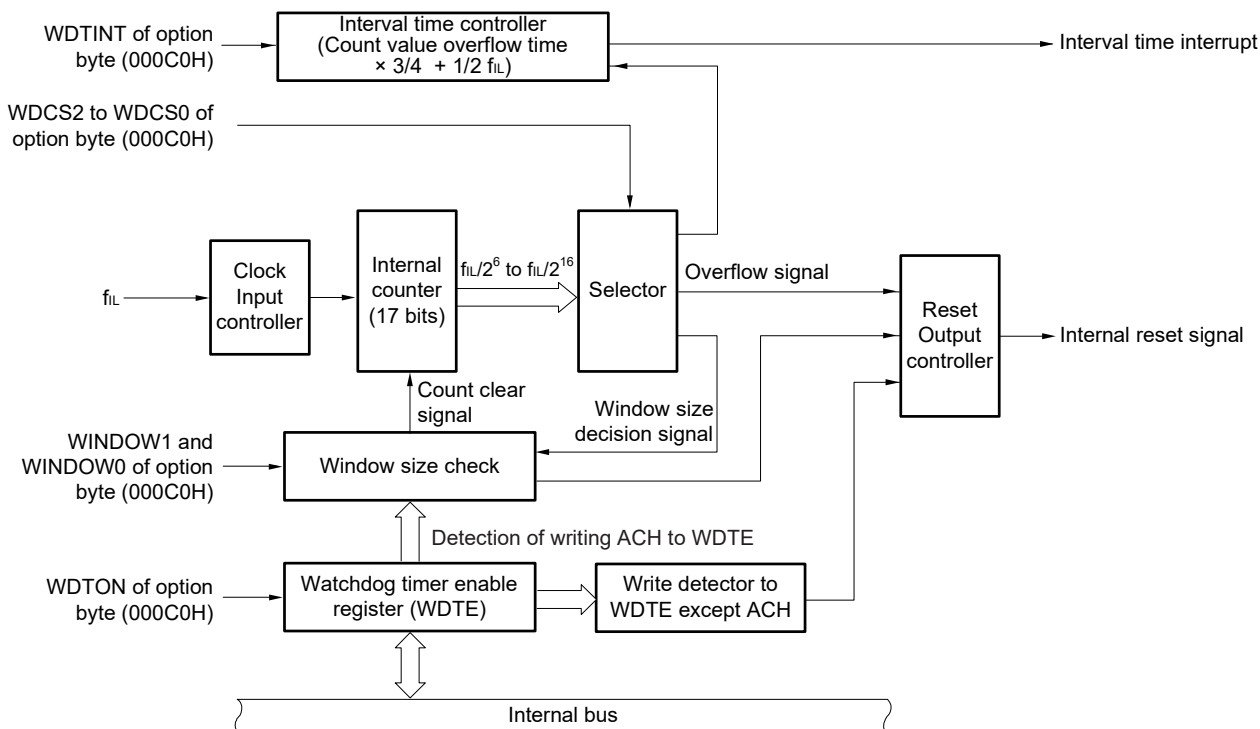 WDTINT of option
byte (000C0H)
Interval time controller
(Count value overflow time
× 3/4 + 1/2 fIL)
Interval time interrupt
WDCS2 to WDCS0 of
option byte (000C0H)
fIL
Clock
Input
controller
Internal
counter
(17 bits)
fIL/2⁶ to fIL/2¹⁶
Selector
Overflow signal
Reset
Output
controller
Internal reset signal
Count clear
signal
Window size
decision signal
WINDOW1 and
WINDOW0 of option
byte (000C0H)
Window size check
Detection of writing ACH to WDTE
WDTON of option
byte (000C0H)
Watchdog timer enable
register (WDTE)
Write detector to
WDTE except ACH
Internal bus